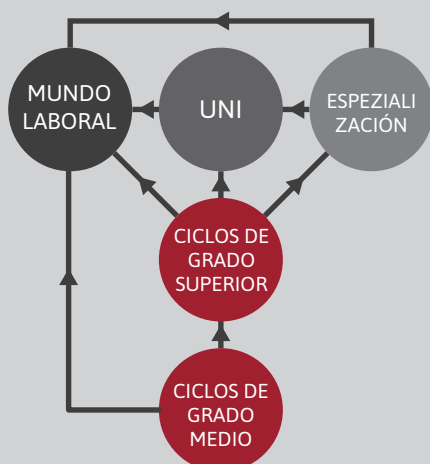 MUNDO
LABORAL
UNI
ESPEZIALI
ZACIÓN
CICLOS DE
GRADO
SUPERIOR
CICLOS DE
GRADO
MEDIO